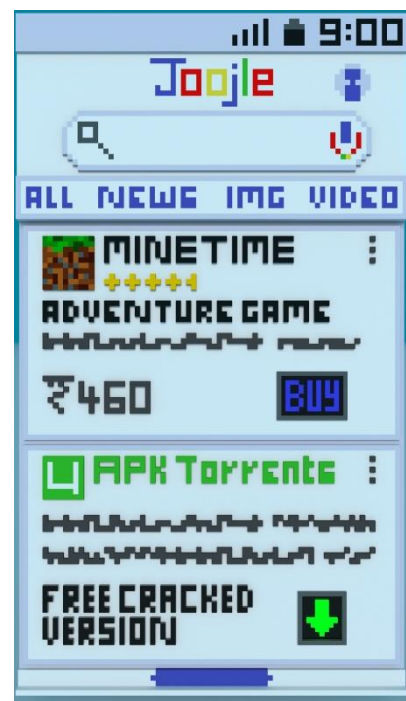 9:00
Joojle
ALL NEWS IMG VIDEO
MINETIME
ADVENTURE GAME
₹460
BUY
APK Torrents
FREE CRACKED
VERSION